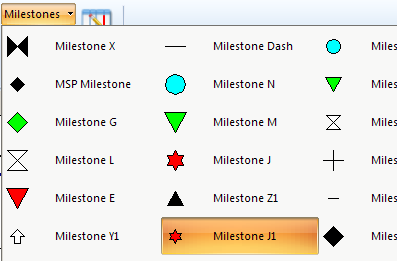 Milestones
Milestone X Milestone Dash Miles
MSP Milestone Milestone N Miles
Milestone G Milestone M Miles
Milestone L Milestone J Miles
Milestone E Milestone Z1 Miles
Milestone Y1 Milestone J1 Miles